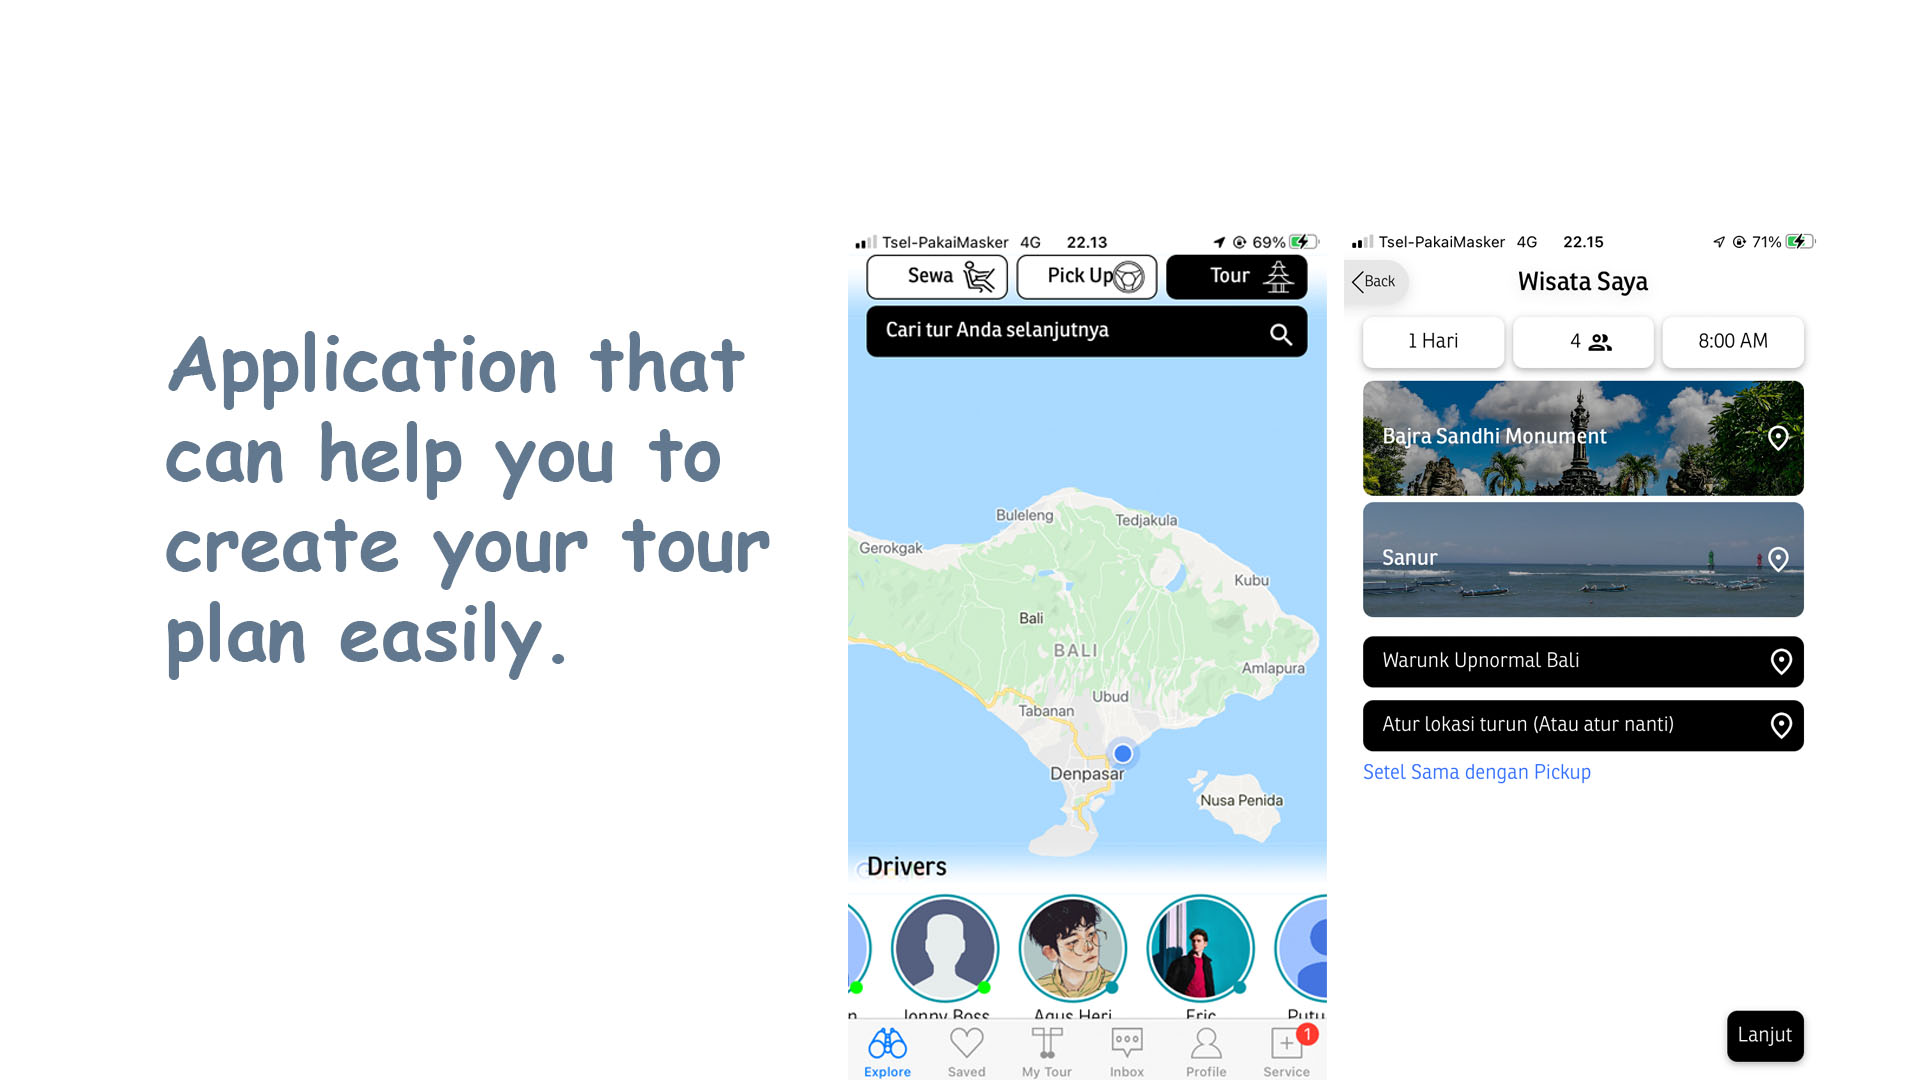 Application that
can help you to
create your tour
plan easily.
Tsel-PakaiMasker 4G 22.13 69%
Sewa Pick Up Tour
Cari tur Anda selanjutnya
Buleleng
Tedjakula
Gerokgak
Kubu
Bali
BALI
Amlapura
Ubud
Tabanan
Denpasar
Nusa Penida
Drivers
Jonny Boss Agus Heri Eric Putu
1
Explore Saved My Tour Inbox Profile Service
Tsel-PakaiMasker 4G 22.15 71%
Back Wisata Saya
1 Hari 4 8:00 AM
Bajra Sandhi Monument
Sanur
Warunk Upnormal Bali
Atur lokasi turun (Atau atur nanti)
Setel Sama dengan Pickup
Lanjut